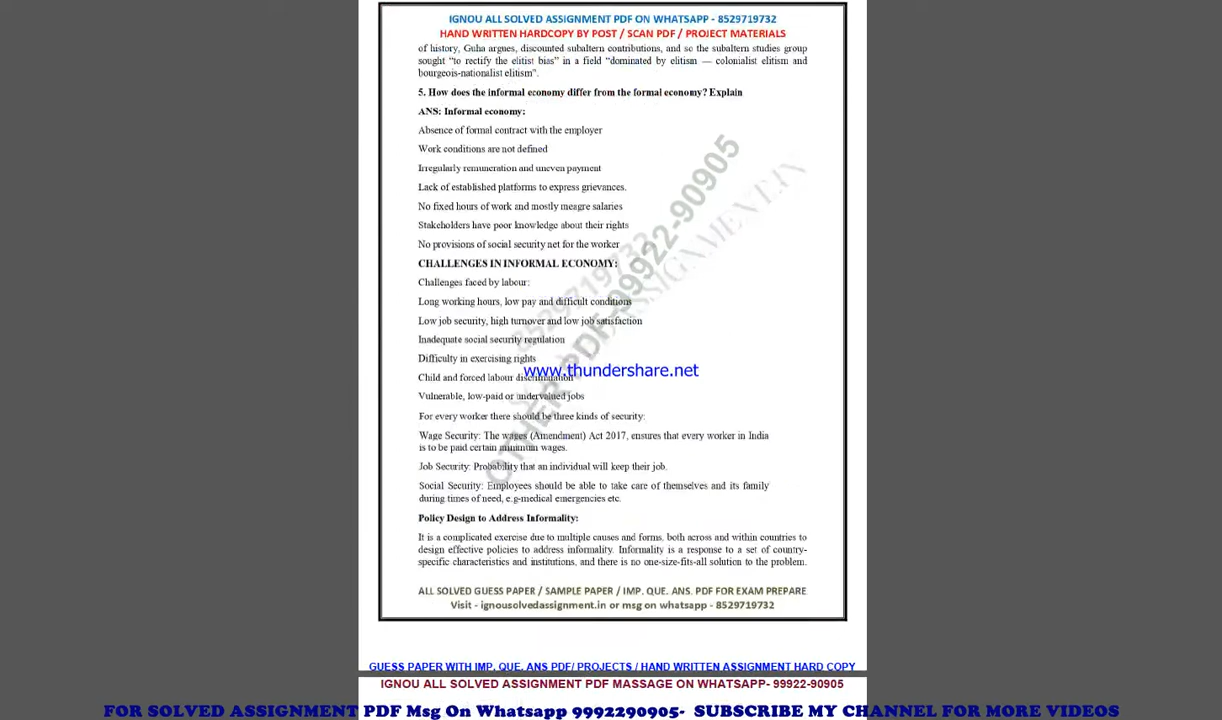 IGNOU ALL SOLVED ASSIGNMENT PDF ON WHATSAPP - 8529719732
HAND WRITTEN HARDCOPY BY POST / SCAN PDF / PROJECT MATERIALS
of history, Guha argues, discounted subaltern contributions, and so the subaltern studies group
sought “to rectify the elitist bias” in a field “dominated by elitism — colonialist elitism and
bourgeois-nationalist elitism”.
5. How does the informal economy differ from the formal economy? Explain
ANS: Informal economy:
Absence of formal contract with the employer
Work conditions are not defined
Irregularly remuneration and uneven payment
Lack of established platforms to express grievances.
No fixed hours of work and mostly meagre salaries
Stakeholders have poor knowledge about their rights
No provisions of social security net for the worker
CHALLENGES IN INFORMAL ECONOMY:
Challenges faced by labour:
Long working hours, low pay and difficult conditions
Low job security, high turnover and low job satisfaction
Inadequate social security regulation
Difficulty in exercising rights
www.thundershare.net
Child and forced labour discrimination
Vulnerable, low-paid or undervalued jobs
For every worker there should be three kinds of security:
Wage Security: The wages (Amendment) Act 2017, ensures that every worker in India
is to be paid certain minimum wages.
Job Security: Probability that an individual will keep their job.
Social Security: Employees should be able to take care of themselves and its family
during times of need, e.g-medical emergencies etc.
Policy Design to Address Informality:
It is a complicated exercise due to multiple causes and forms, both across and within countries to
design effective policies to address informality. Informality is a response to a set of country-
specific characteristics and institutions, and there is no one-size-fits-all solution to the problem.
8529719732
OTHER PDF-99922-90905
ALL SOLVED GUESS PAPER / SAMPLE PAPER / IMP. QUE. ANS. PDF FOR EXAM PREPARE
Visit - ignousolvedassignment.in or msg on whatsapp - 8529719732
GUESS PAPER WITH IMP. QUE. ANS PDF/ PROJECTS / HAND WRITTEN ASSIGNMENT HARD COPY
IGNOU ALL SOLVED ASSIGNMENT PDF MASSAGE ON WHATSAPP- 99922-90905
FOR SOLVED ASSIGNMENT PDF Msg On Whatsapp 9992290905- SUBSCRIBE MY CHANNEL FOR MORE VIDEOS